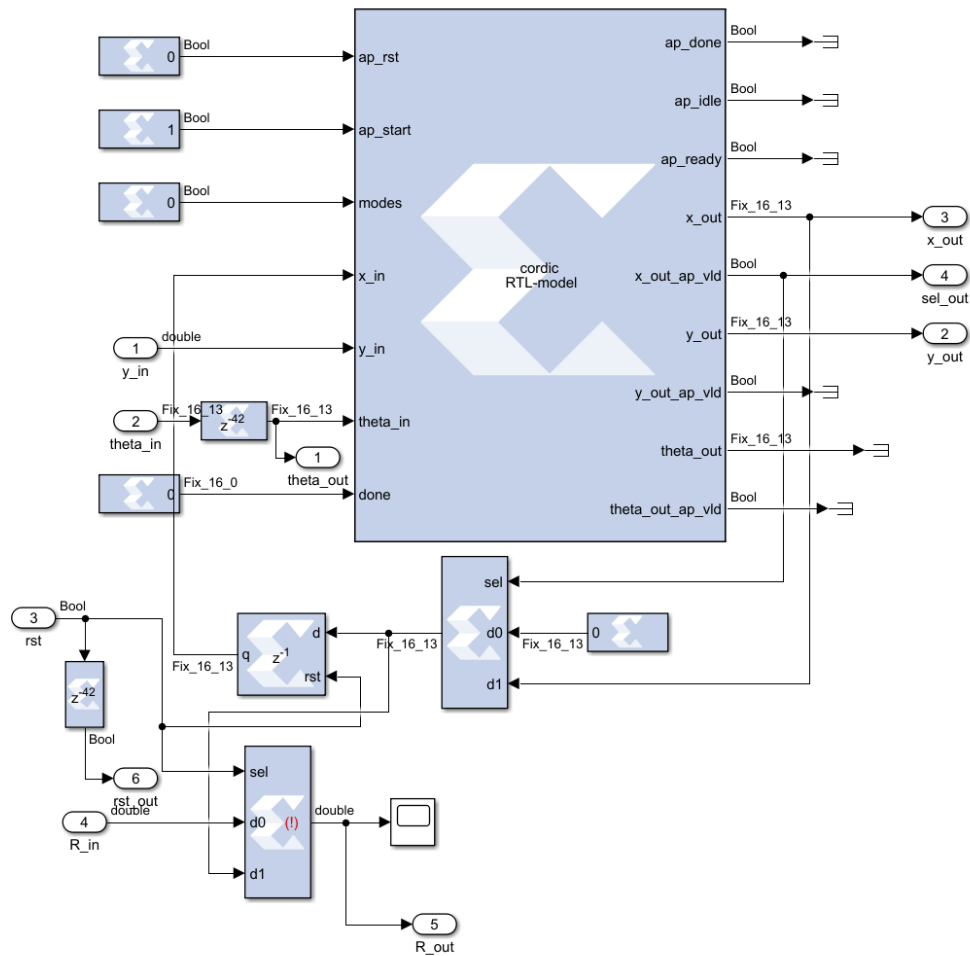 Bool
0
ap_rst
Bool
1
ap_start
Bool
0
modes
x_in
double
1
y_in
y_in
Fix_16_13
2
theta_in
z-42
Fix_16_13
theta_in
1
theta_out
0
Fix_16_0
done
cordic
RTL-model
ap_done
Bool
ap_idle
Bool
ap_ready
Bool
x_out
Fix_16_13
3
x_out
x_out_ap_vld
Bool
4
sel_out
y_out
Fix_16_13
2
y_out
y_out_ap_vld
Bool
theta_out
Fix_16_13
theta_out_ap_vld
Bool
sel
d0
d1
Fix_16_13
0
Fix_16_13
d
q
z-1
rst
Fix_16_13
3
rst
Bool
z-42
Bool
6
rst_out
double
4
R_in
sel
d0
(!)
d1
double
5
R_out